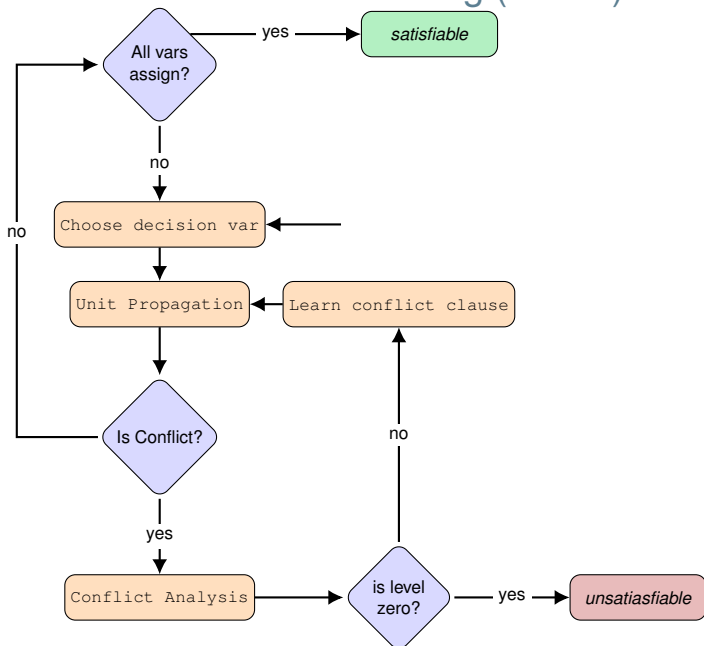 All vars
assign?
yes
satisfiable
no
Choose decision var
no
Unit Propagation
Learn conflict clause
Is Conflict?
no
yes
Conflict Analysis
is level
zero?
yes
unsatiasfiable